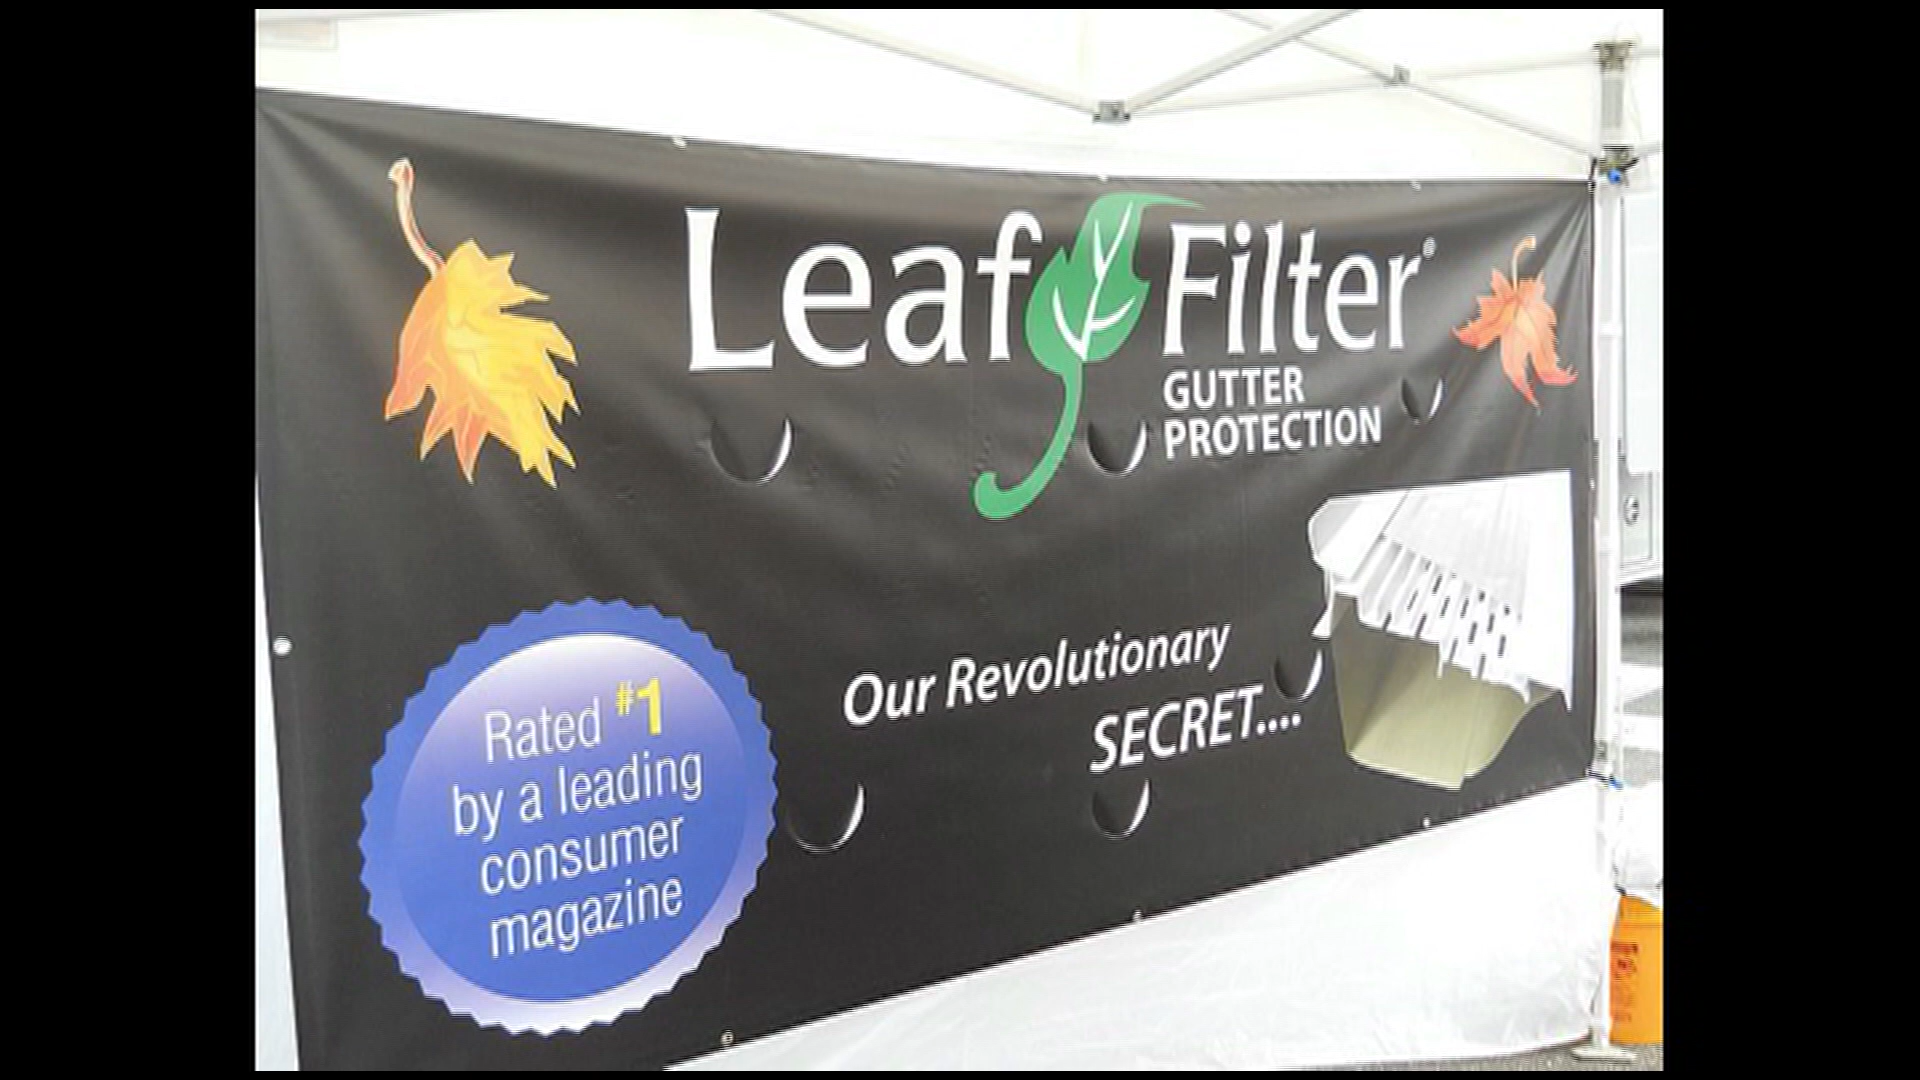 Leaf Filter®
GUTTER
PROTECTION
Our Revolutionary
SECRET....
Rated #1
by a leading
consumer
magazine